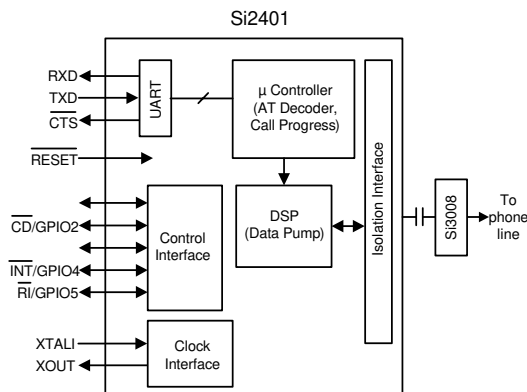 Si2401
RXD
TXD
CTS
RESET
CD/GPIO2
INT/GPIO4
RI/GPIO5
XTALI
XOUT
UART
µ Controller
(AT Decoder,
Call Progress)
DSP
(Data Pump)
Control
Interface
Clock
Interface
Isolation Interface
Si3008
To
phone
line